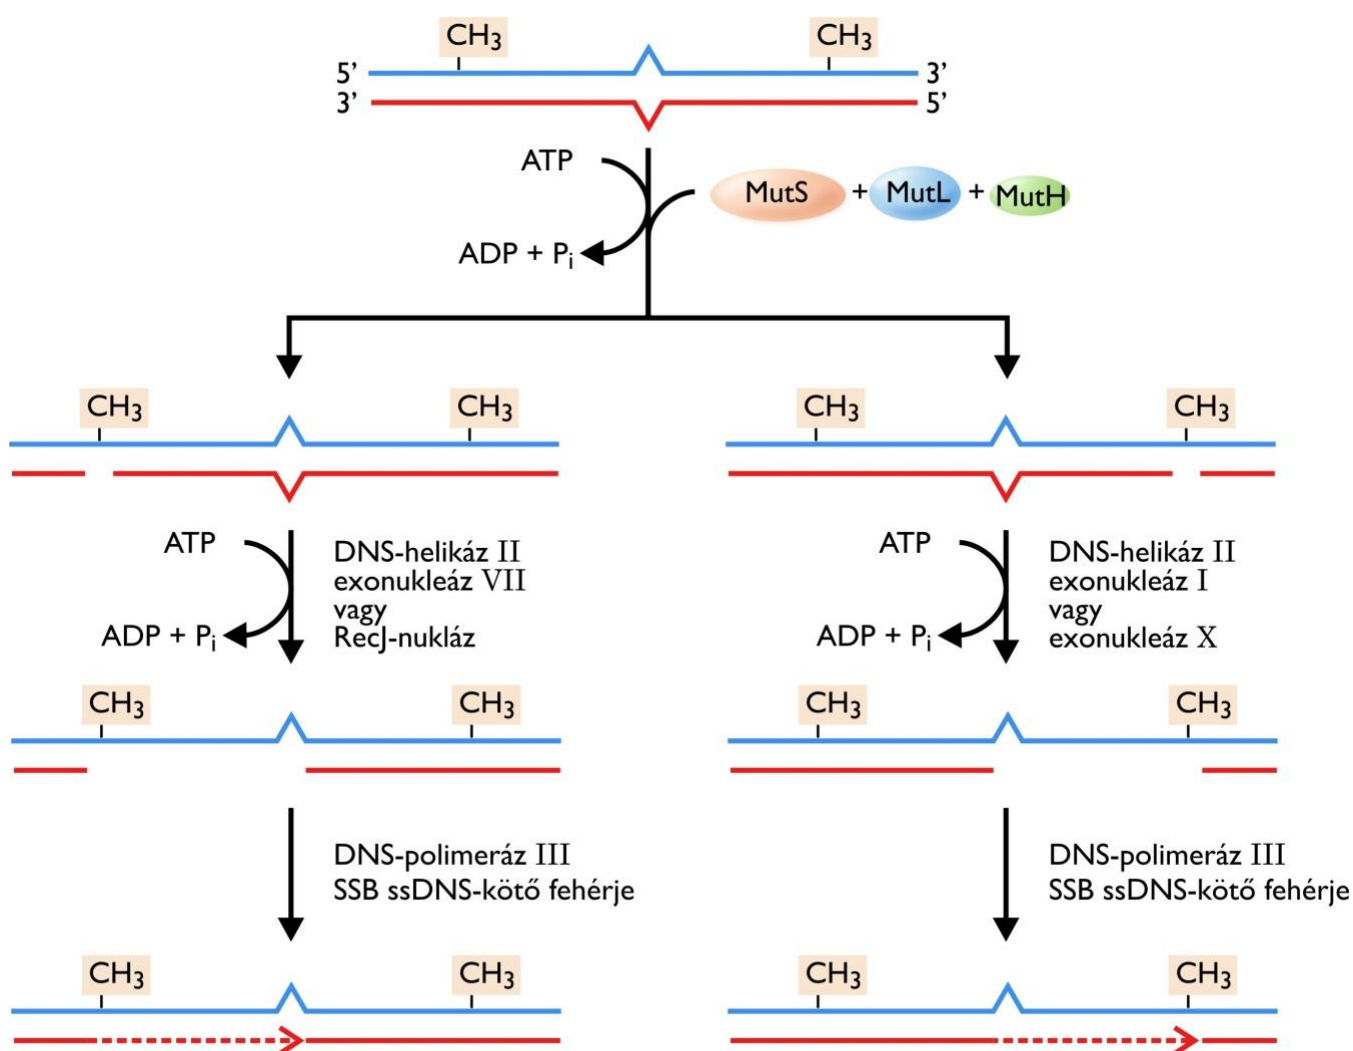 CH3 CH3
5’ 3’
3’ 5’
ATP
MutS + MutL + MutH
ADP + Pi
CH3 CH3
ATP
DNS-helikáz II
exonukleáz VII
vagy
RecJ-nukláz
ADP + Pi
CH3 CH3
DNS-polimeráz III
SSB ssDNS-kötő fehérje
CH3 CH3
CH3 CH3
ATP
DNS-helikáz II
exonukleáz I
vagy
exonukleáz X
ADP + Pi
CH3 CH3
DNS-polimeráz III
SSB ssDNS-kötő fehérje
CH3 CH3